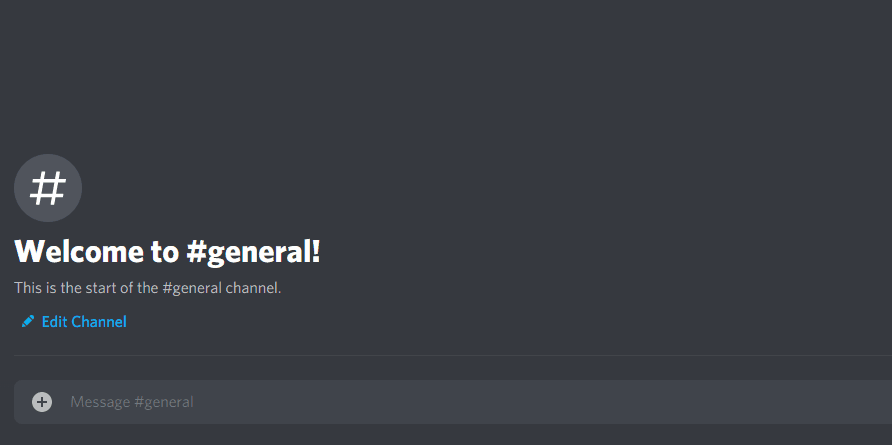 #
Welcome to #general!
This is the start of the #general channel.
Edit Channel
Message #general